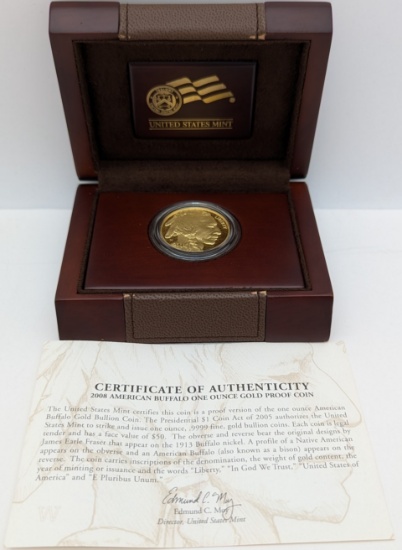 UNITED STATES MINT
CERTIFICATE OF AUTHENTICITY
2008 AMERICAN BUFFALO ONE OUNCE GOLD PROOF COIN
The United States Mint certifies this coin is a proof version of the one ounce American
Buffalo Gold Bullion Coin. The Presidential $1 Coin Act of 2005 authorizes the United
States Mint to strike and issue one ounce, .9999 fine, gold bullion coins. Each coin is legal
tender and has a face value of $50. The obverse and reverse bear the original designs by
James Earle Fraser that appear on the 1913 Buffalo nickel. A profile of a Native American
appears on the obverse and an American Buffalo (also known as a bison) appears on the
reverse. The coin carries inscriptions of the denomination, the weight of gold content, the
year of minting or issuance and the words "Liberty," "In God We Trust," "United States of
America" and "E Pluribus Unum."
Edmund C. Moy
Edmund C. Moy
Director, United States Mint